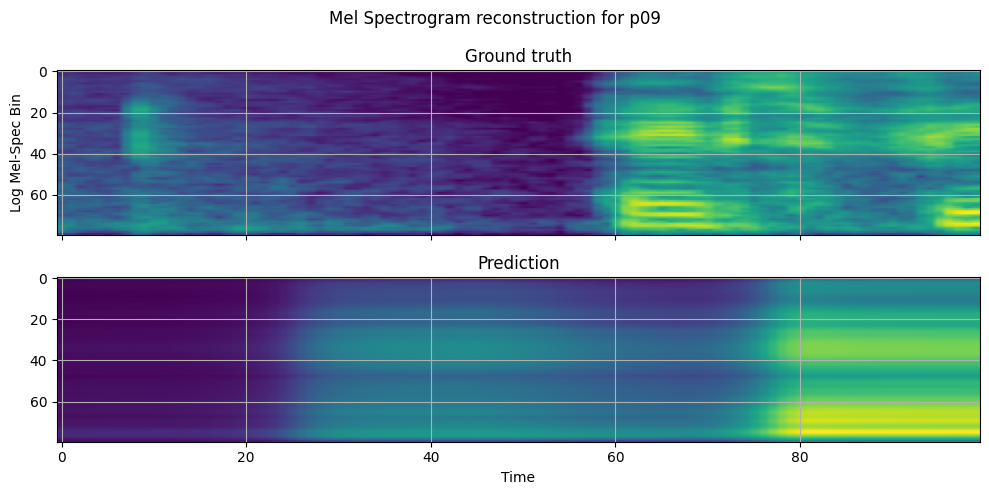 Mel Spectrogram reconstruction for p09
Ground truth
0
20
40
60
Log Mel-Spec Bin
Prediction
0
20
40
60
0 20 40 60 80
Time